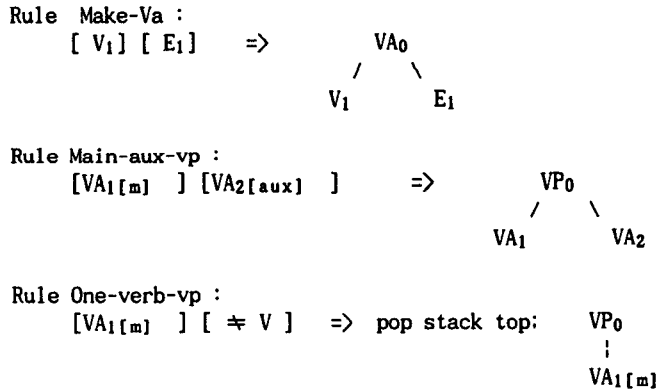 Rule Make-Va :
[ V1] [ E1] => VA0
/ \
V1 E1
Rule Main-aux-vp :
[VA1[m] ] [VA2[aux] ] => VP0
/ \
VA1 VA2
Rule One-verb-vp :
[VA1[m] ] [ ≠ V ] => pop stack top; VP0
¦
VA1[m]